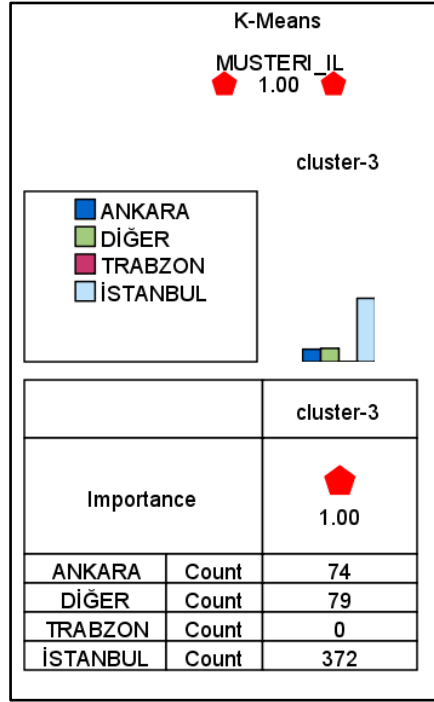 K-Means
MUSTERI_IL
1.00
cluster-3
ANKARA
DİĞER
TRABZON
İSTANBUL
cluster-3
Importance
1.00
ANKARA Count 74
DİĞER Count 79
TRABZON Count 0
İSTANBUL Count 372